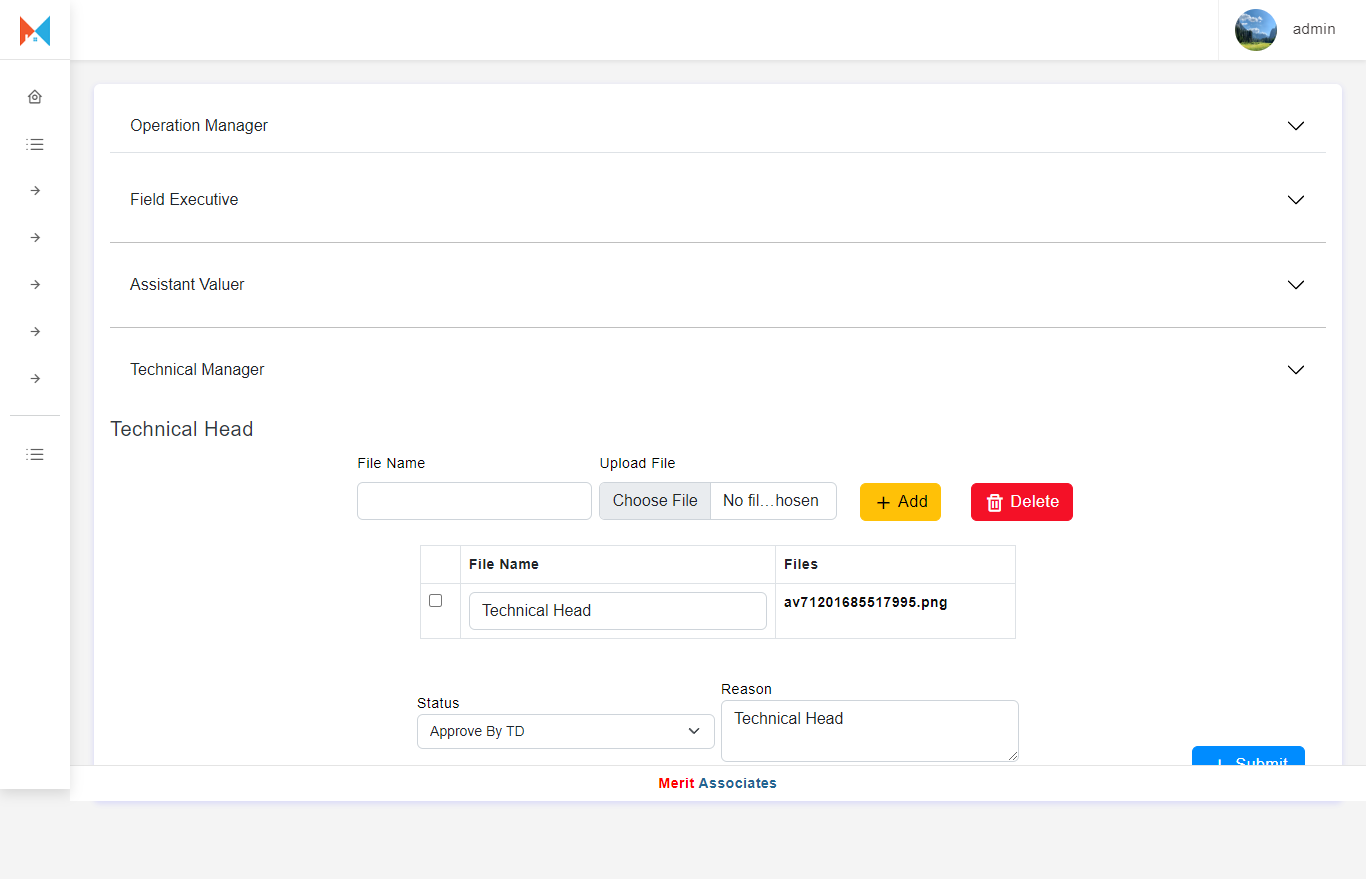 admin
Operation Manager
Field Executive
Assistant Valuer
Technical Manager
Technical Head
File Name Upload File
Choose File No fil...hosen + Add Delete
File Name Files
Technical Head av71201685517995.png
Reason
Status
Technical Head
Approve By TD
+ Submit
Merit Associates